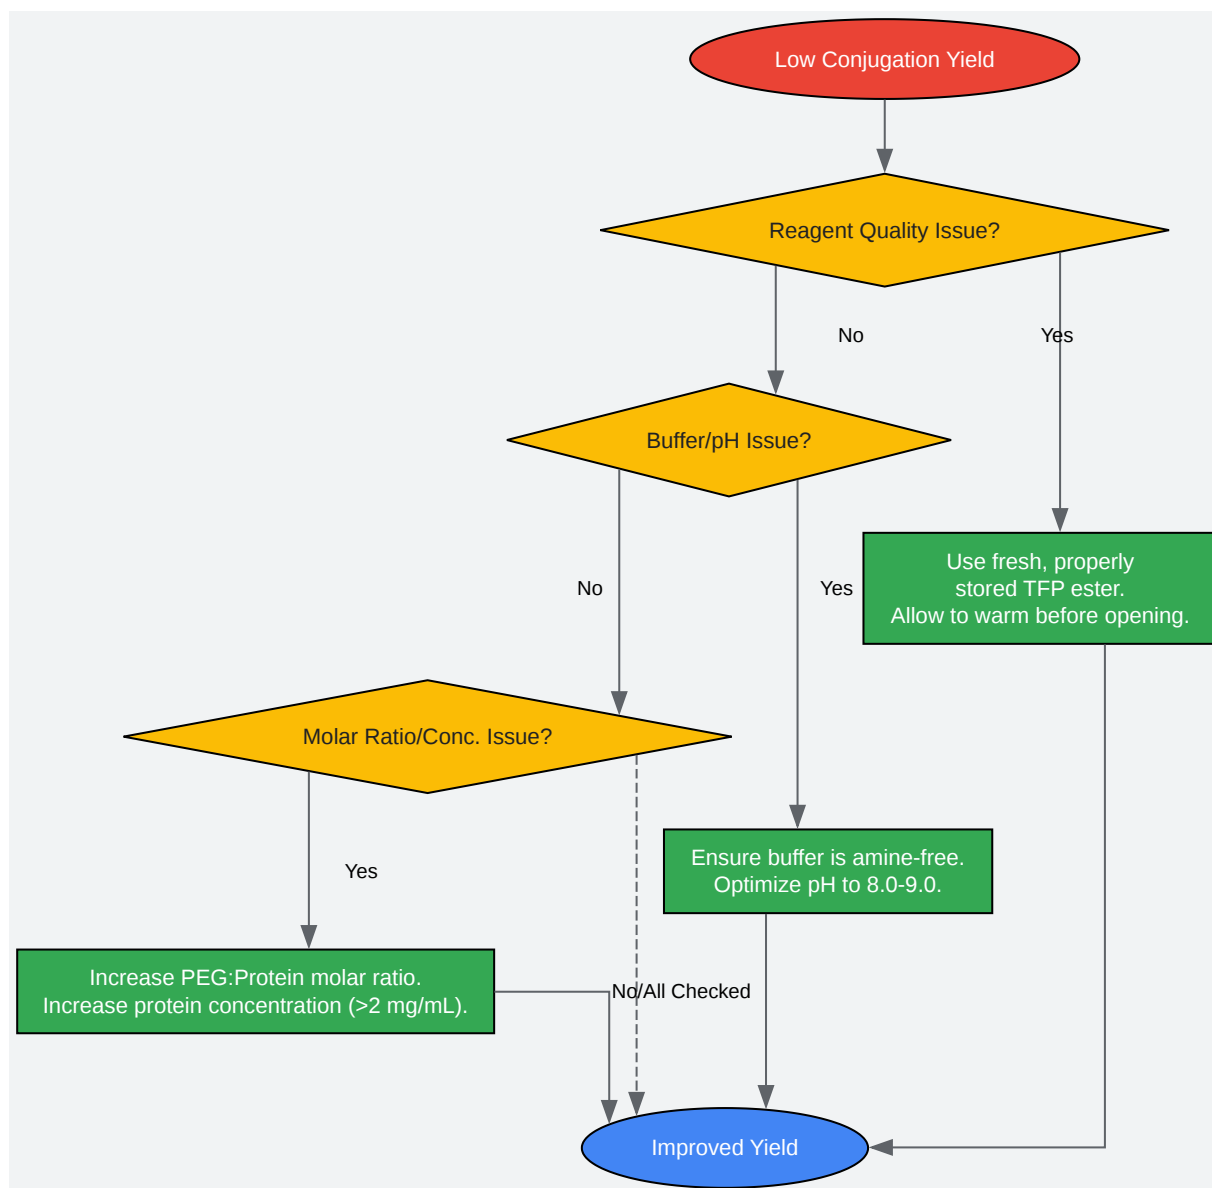 Low Conjugation Yield
Reagent Quality Issue?
No
Yes
Buffer/pH Issue?
No
Yes
Use fresh, properly
stored TFP ester.
Allow to warm before opening.
Molar Ratio/Conc. Issue?
Yes
Ensure buffer is amine-free.
Optimize pH to 8.0-9.0.
Increase PEG:Protein molar ratio.
Increase protein concentration (>2 mg/mL).
No/All Checked
Improved Yield